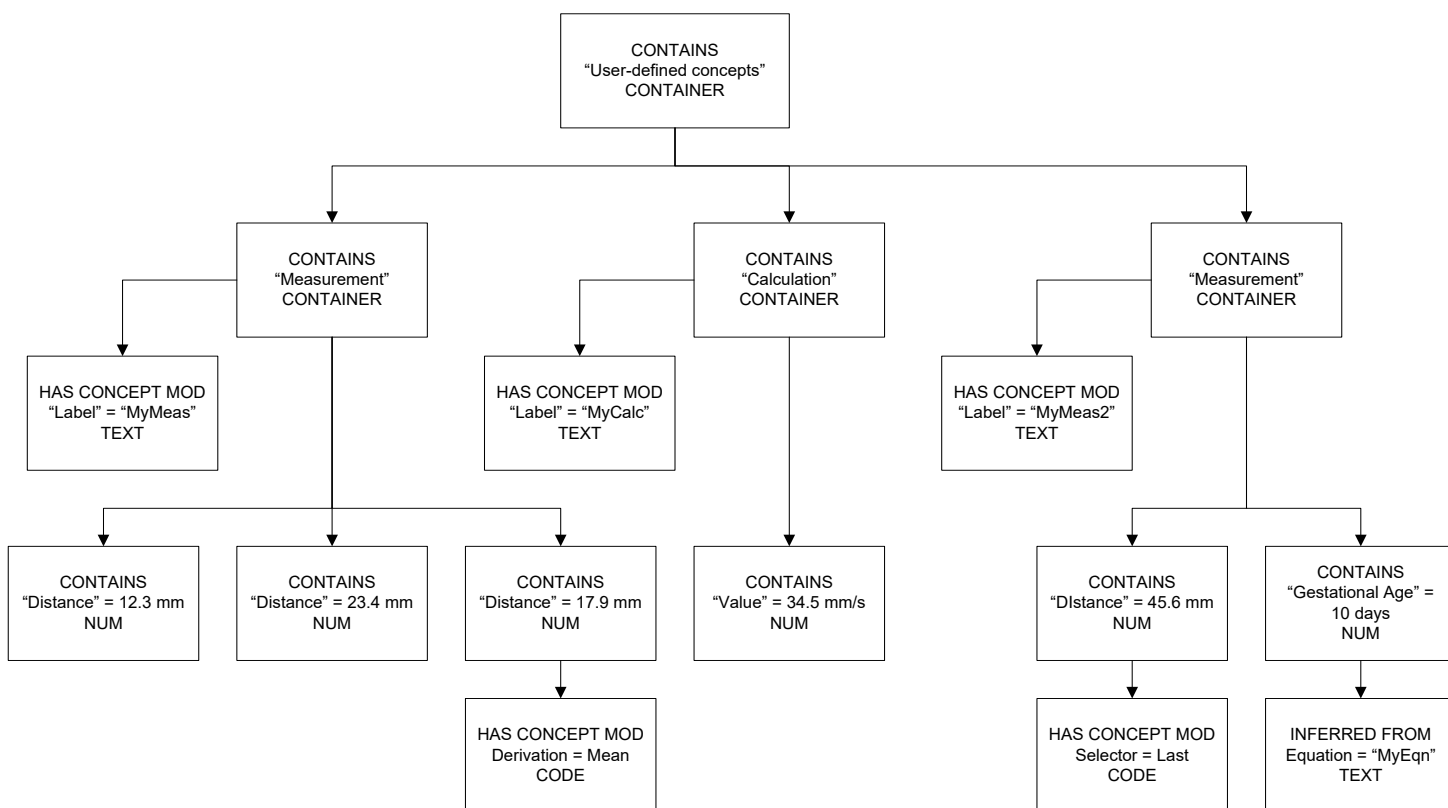 CONTAINS
“User-defined concepts”
CONTAINER
CONTAINS
“Measurement”
CONTAINER
CONTAINS
“Calculation”
CONTAINER
CONTAINS
“Measurement”
CONTAINER
HAS CONCEPT MOD
“Label” = “MyMeas”
TEXT
HAS CONCEPT MOD
“Label” = “MyCalc”
TEXT
HAS CONCEPT MOD
“Label” = “MyMeas2”
TEXT
CONTAINS
“Distance” = 12.3 mm
NUM
CONTAINS
“Distance” = 23.4 mm
NUM
CONTAINS
“Distance” = 17.9 mm
NUM
CONTAINS
“Value” = 34.5 mm/s
NUM
CONTAINS
“DIstance” = 45.6 mm
NUM
CONTAINS
“Gestational Age” =
10 days
NUM
HAS CONCEPT MOD
Derivation = Mean
CODE
HAS CONCEPT MOD
Selector = Last
CODE
INFERRED FROM
Equation = “MyEqn”
TEXT